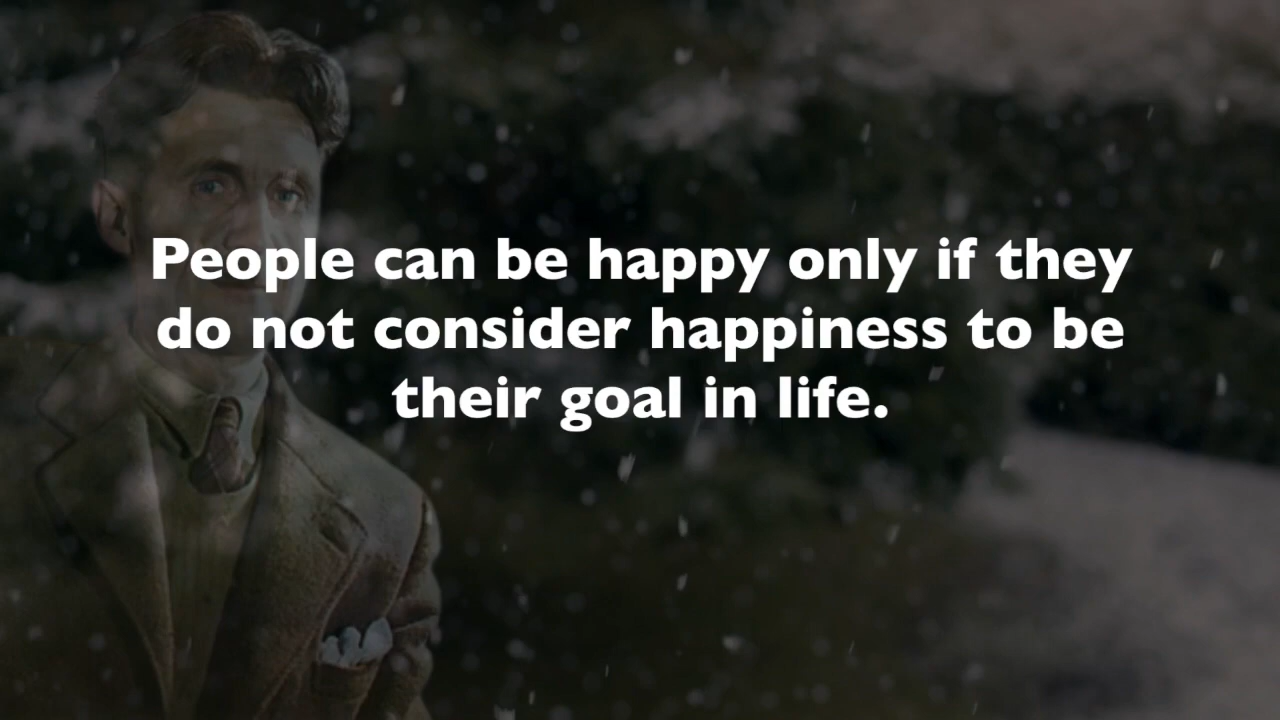 People can be happy only if they
do not consider happiness to be
their goal in life.